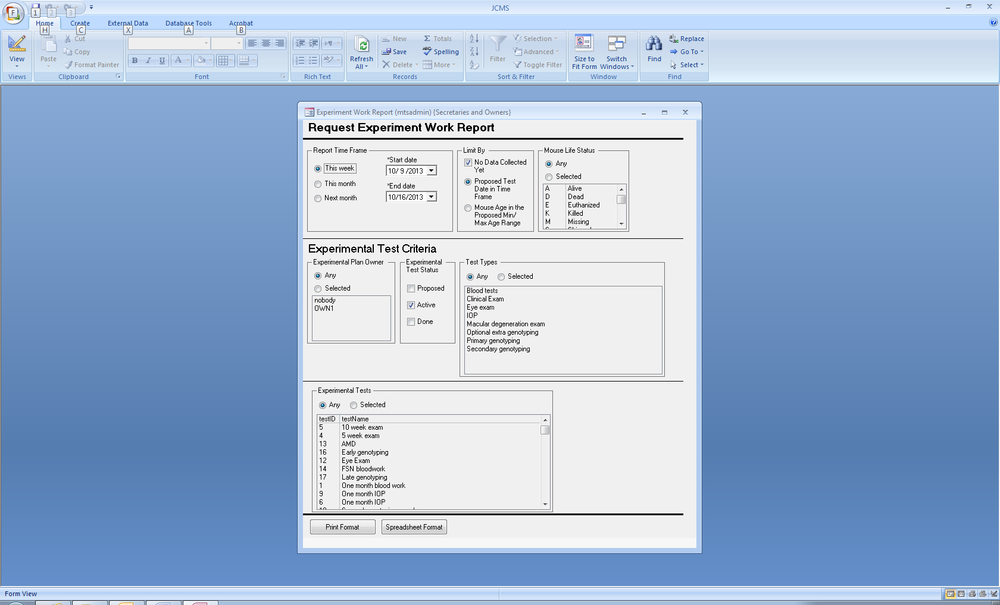 JCMS
F
1
2
3
Home Create External Data Database Tools Acrobat
H C X A B
View
Views
Paste
Cut
Copy
Format Painter
Clipboard
B I U A
Font
Rich Text
Refresh
All
New
Save
Delete
Totals
Spelling
More
Records
Filter
Selection
Advanced
Toggle Filter
Sort & Filter
Size to
Fit Form
Switch
Windows
Window
Find
Replace
Go To
Select
Find
Experiment Work Report (mtsadmin) {Secretaries and Owners}
Request Experiment Work Report
Report Time Frame
This week
This month
Next month
*Start date
10/ 9 /2013
*End date
10/16/2013
Limit By
No Data Collected
Yet
Proposed Test
Date in Time
Frame
Mouse Age in the
Proposed Min/
Max Age Range
Mouse Life Status
Any
Selected
A Alive
D Dead
E Euthanized
K Killed
M Missing
Experimental Test Criteria
Experimental Plan Owner
Any
Selected
nobody
OWN1
Experimental
Test Status
Proposed
Active
Done
Test Types
Any Selected
Blood tests
Clinical Exam
Eye exam
IOP
Macular degeneration exam
Optional extra genotyping
Primary genotyping
Secondary genotyping
Experimental Tests
Any Selected
testID testName
5 10 week exam
4 5 week exam
13 AMD
16 Early genotyping
12 Eye Exam
14 FSN bloodwork
17 Late genotyping
1 One month blood work
9 One month IOP
6 One month IOP
Print Format Spreadsheet Format
Form View